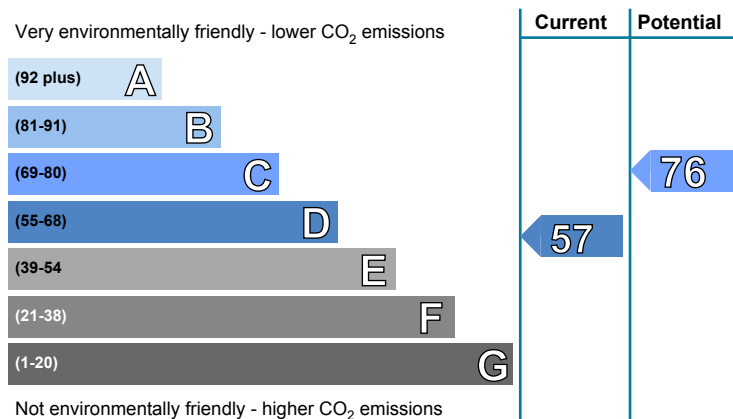 Very environmentally friendly - lower CO2 emissions
Current
Potential
(92 plus) A
(81-91) B
(69-80) C
76
(55-68) D
57
(39-54 E
(21-38) F
(1-20) G
Not environmentally friendly - higher CO2 emissions